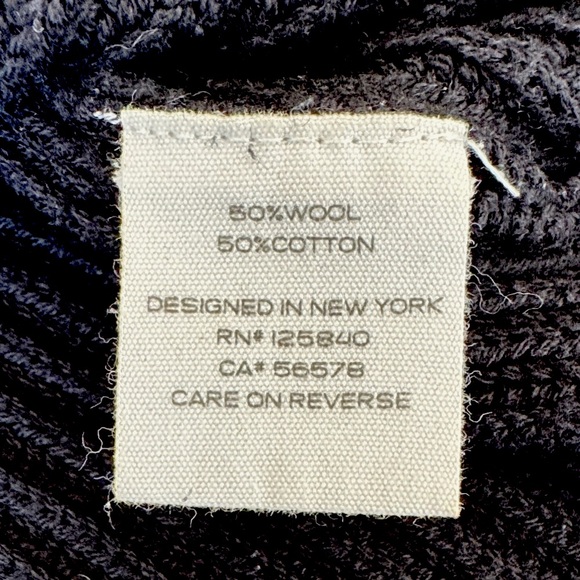 50%WOOL
50%COTTON
DESIGNED IN NEW YORK
RN# 125840
CA# 56578
CARE ON REVERSE